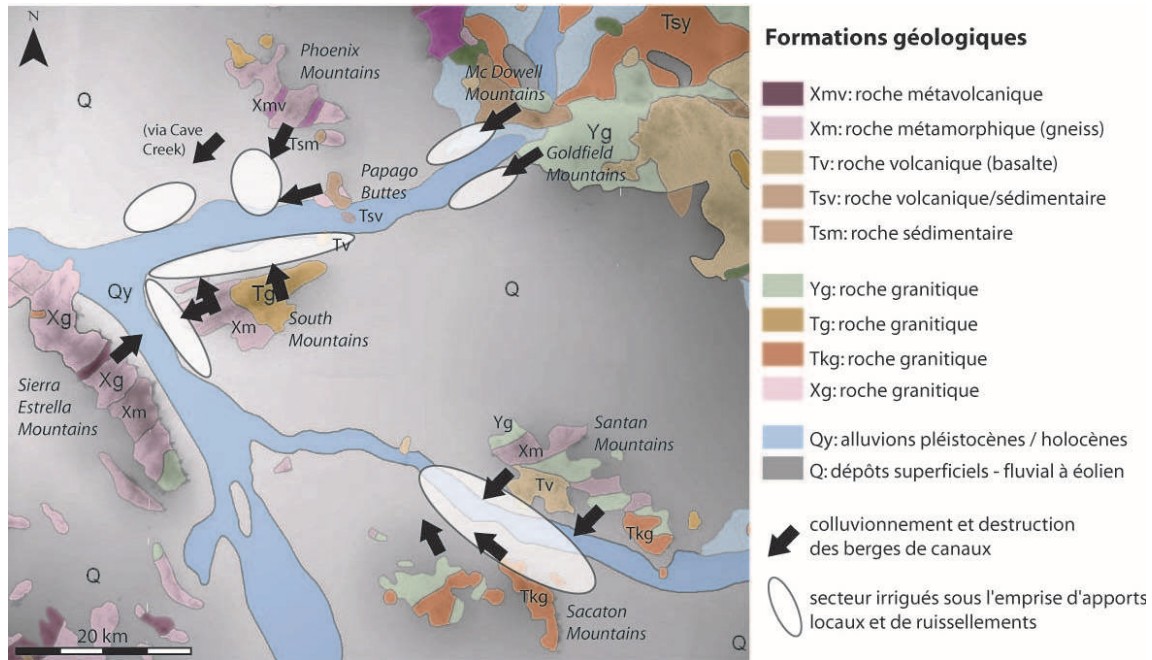 N
Phoenix
Mountains
Tsy
Mc Dowell
Mountains
Q
Xmv
(via Cave
Creek)
Tsm
Yg
Goldfield
Mountains
Papago
Buttes
Tsv
Tv
Q
Qy
Tg
Xm
South
Mountains
Xg
Xg
Xm
Sierra
Estrella
Mountains
Yg
Xm
Santan
Mountains
Tv
Tkg
Q
Tkg
Sacaton
Mountains
Q
20 km
Formations géologiques
Xmv: roche métavolcanique
Xm: roche métamorphique (gneiss)
Tv: roche volcanique (basalte)
Tsv: roche volcanique/sédimentaire
Tsm: roche sédimentaire
Yg: roche granitique
Tg: roche granitique
Tkg: roche granitique
Xg: roche granitique
Qy: alluvions pléistocènes / holocènes
Q: dépôts superficiels - fluvial à éolien
colluvionnement et destruction
des berges de canaux
secteur irrigués sous l'emprise d'apports
locaux et de ruissellements